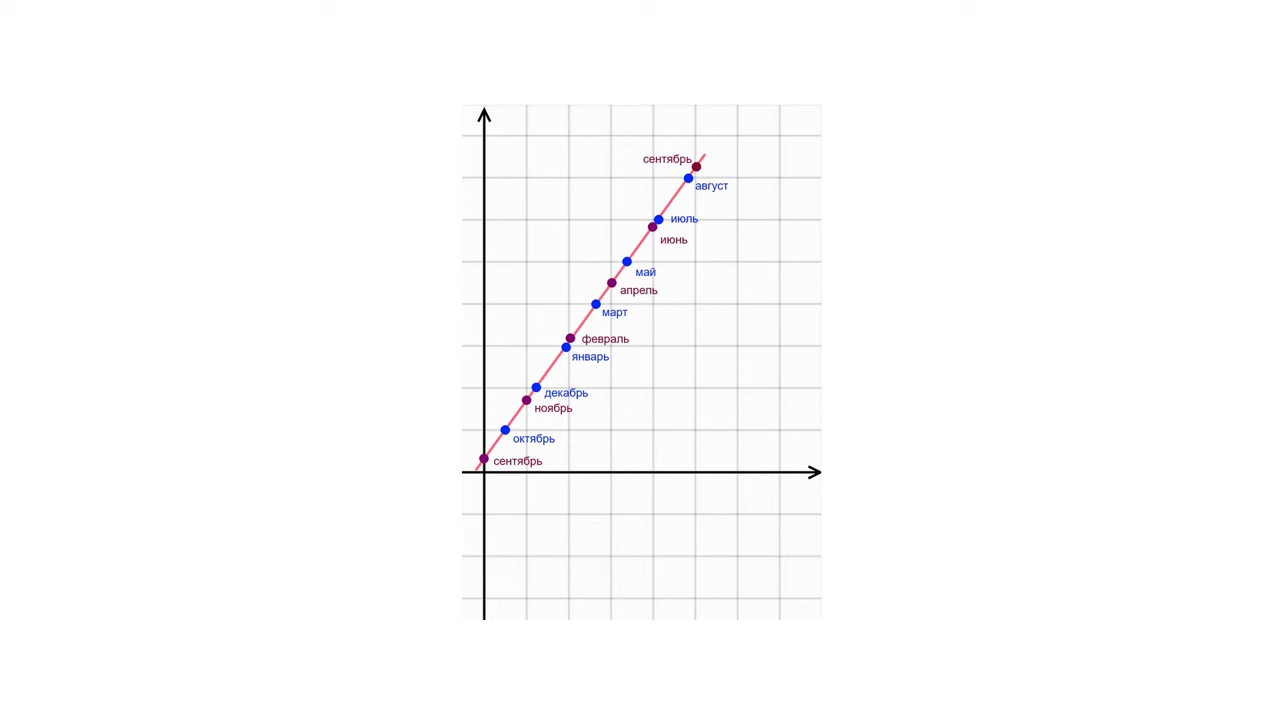 сентябрь
август
июль
июнь
май
апрель
март
февраль
январь
декабрь
ноябрь
октябрь
сентябрь